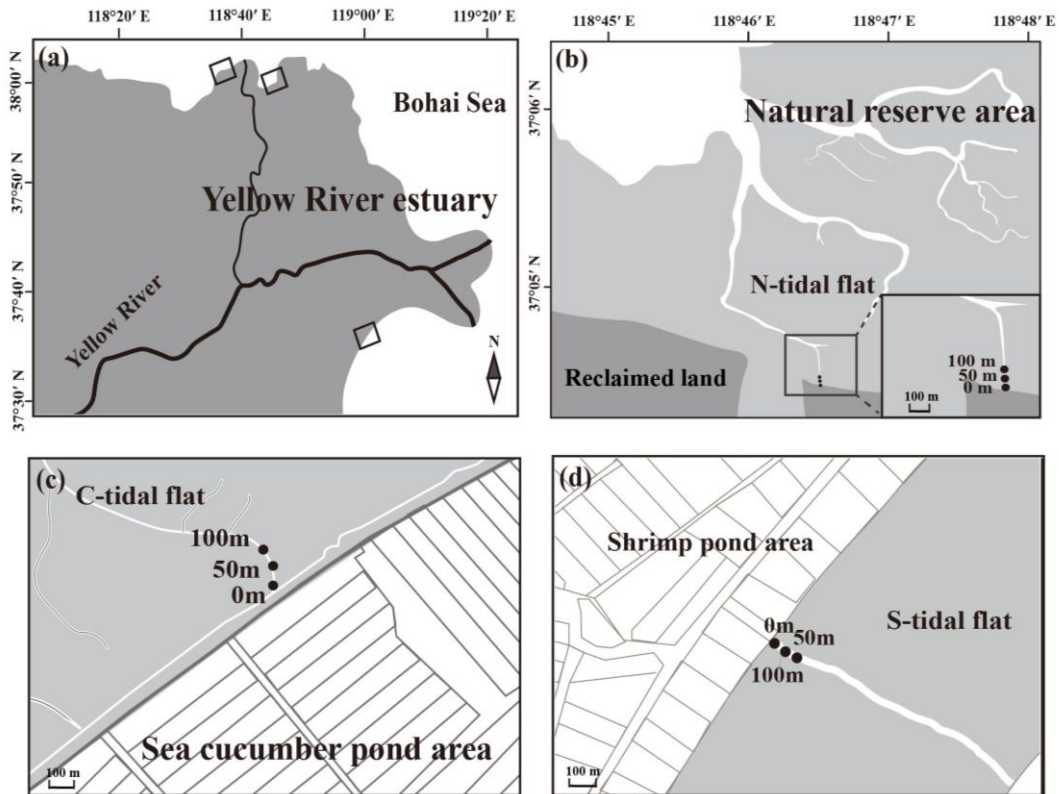 118°20′ E
118°40′ E
119°00′ E
119°20′ E
(a)
38°00′ N
37°50′ N
37°40′ N
37°30′ N
Bohai Sea
Yellow River estuary
Yellow River
N
118°45′ E
118°46′ E
118°47′ E
118°48′ E
(b)
37°06′ N
37°05′ N
Natural reserve area
N-tidal flat
Reclaimed land
100 m
50 m
0 m
100 m
(c)
C-tidal flat
100m
50m
0m
Sea cucumber pond area
100 m
(d)
Shrimp pond area
0m
50m
100m
S-tidal flat
100 m